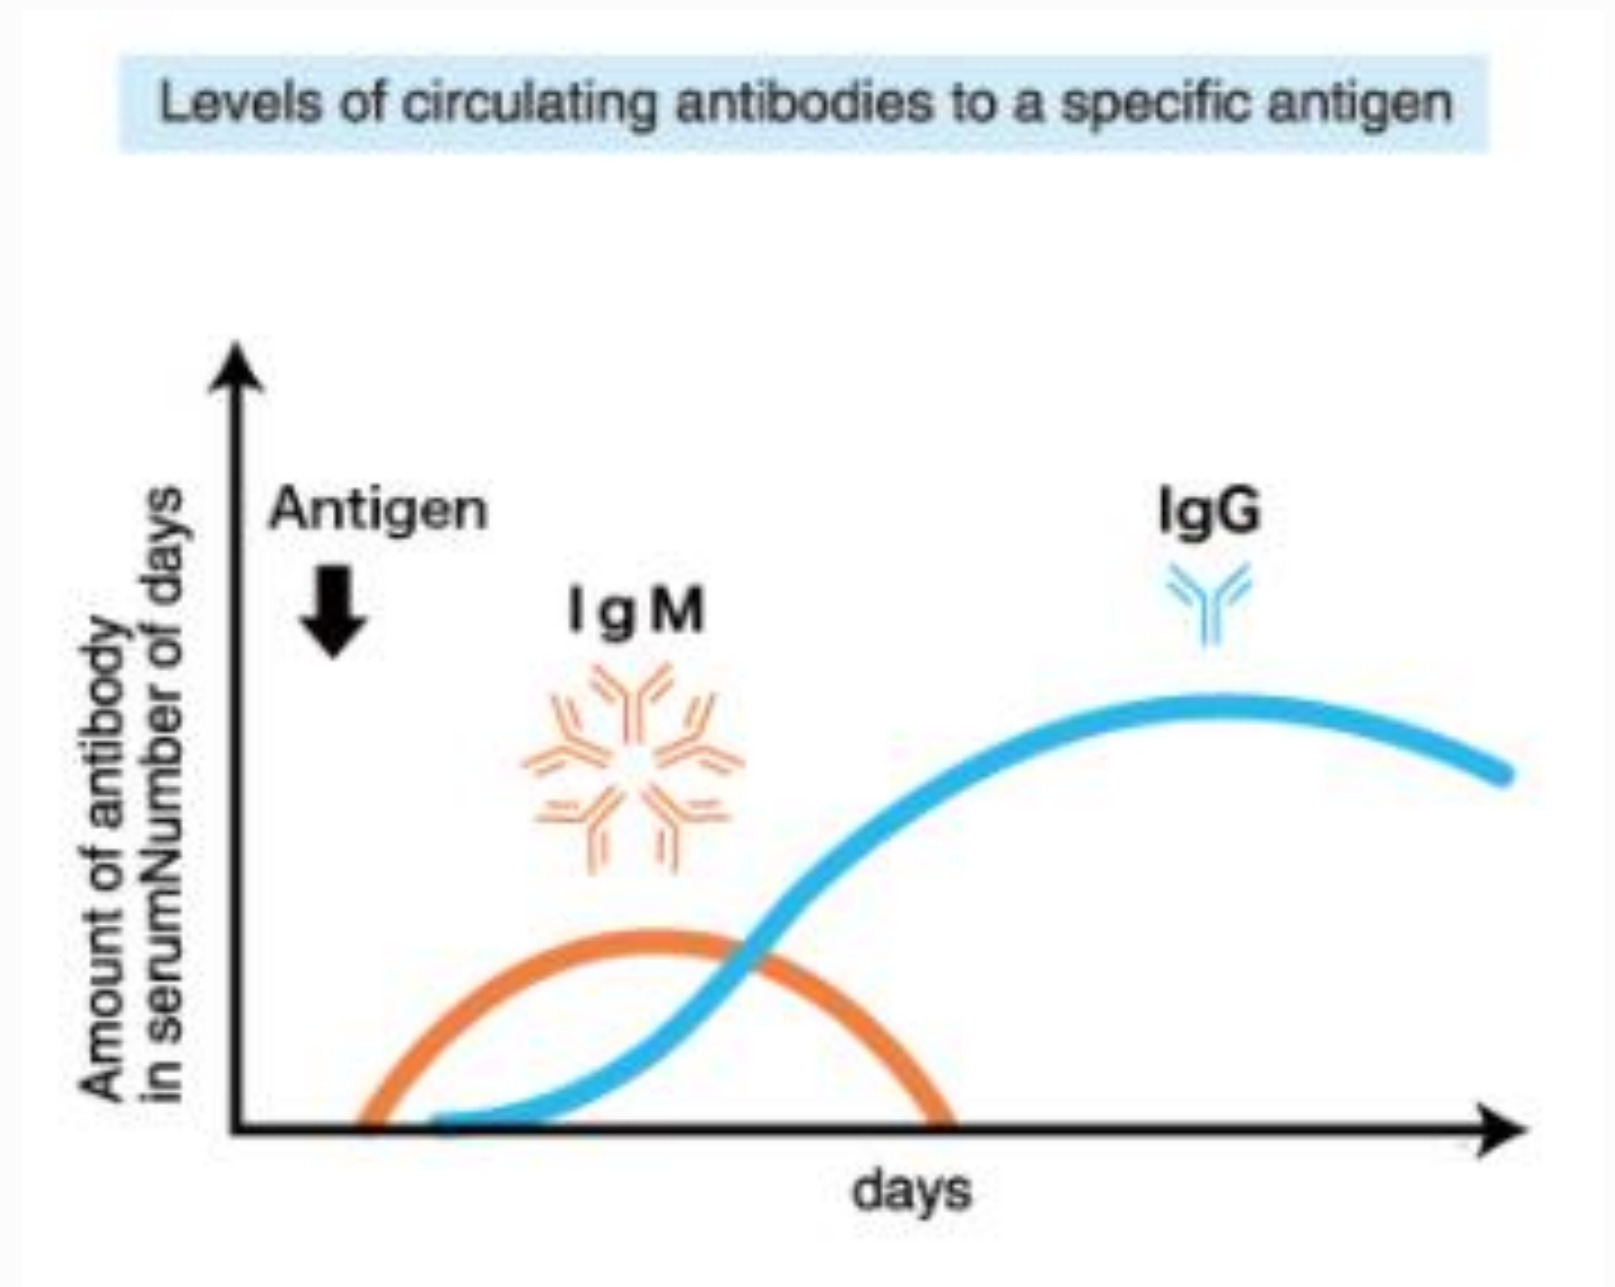 Levels of circulating antibodies to a specific antigen
Antigen
IgG
IgM
Amount of antibody
in serumNumber of days
days